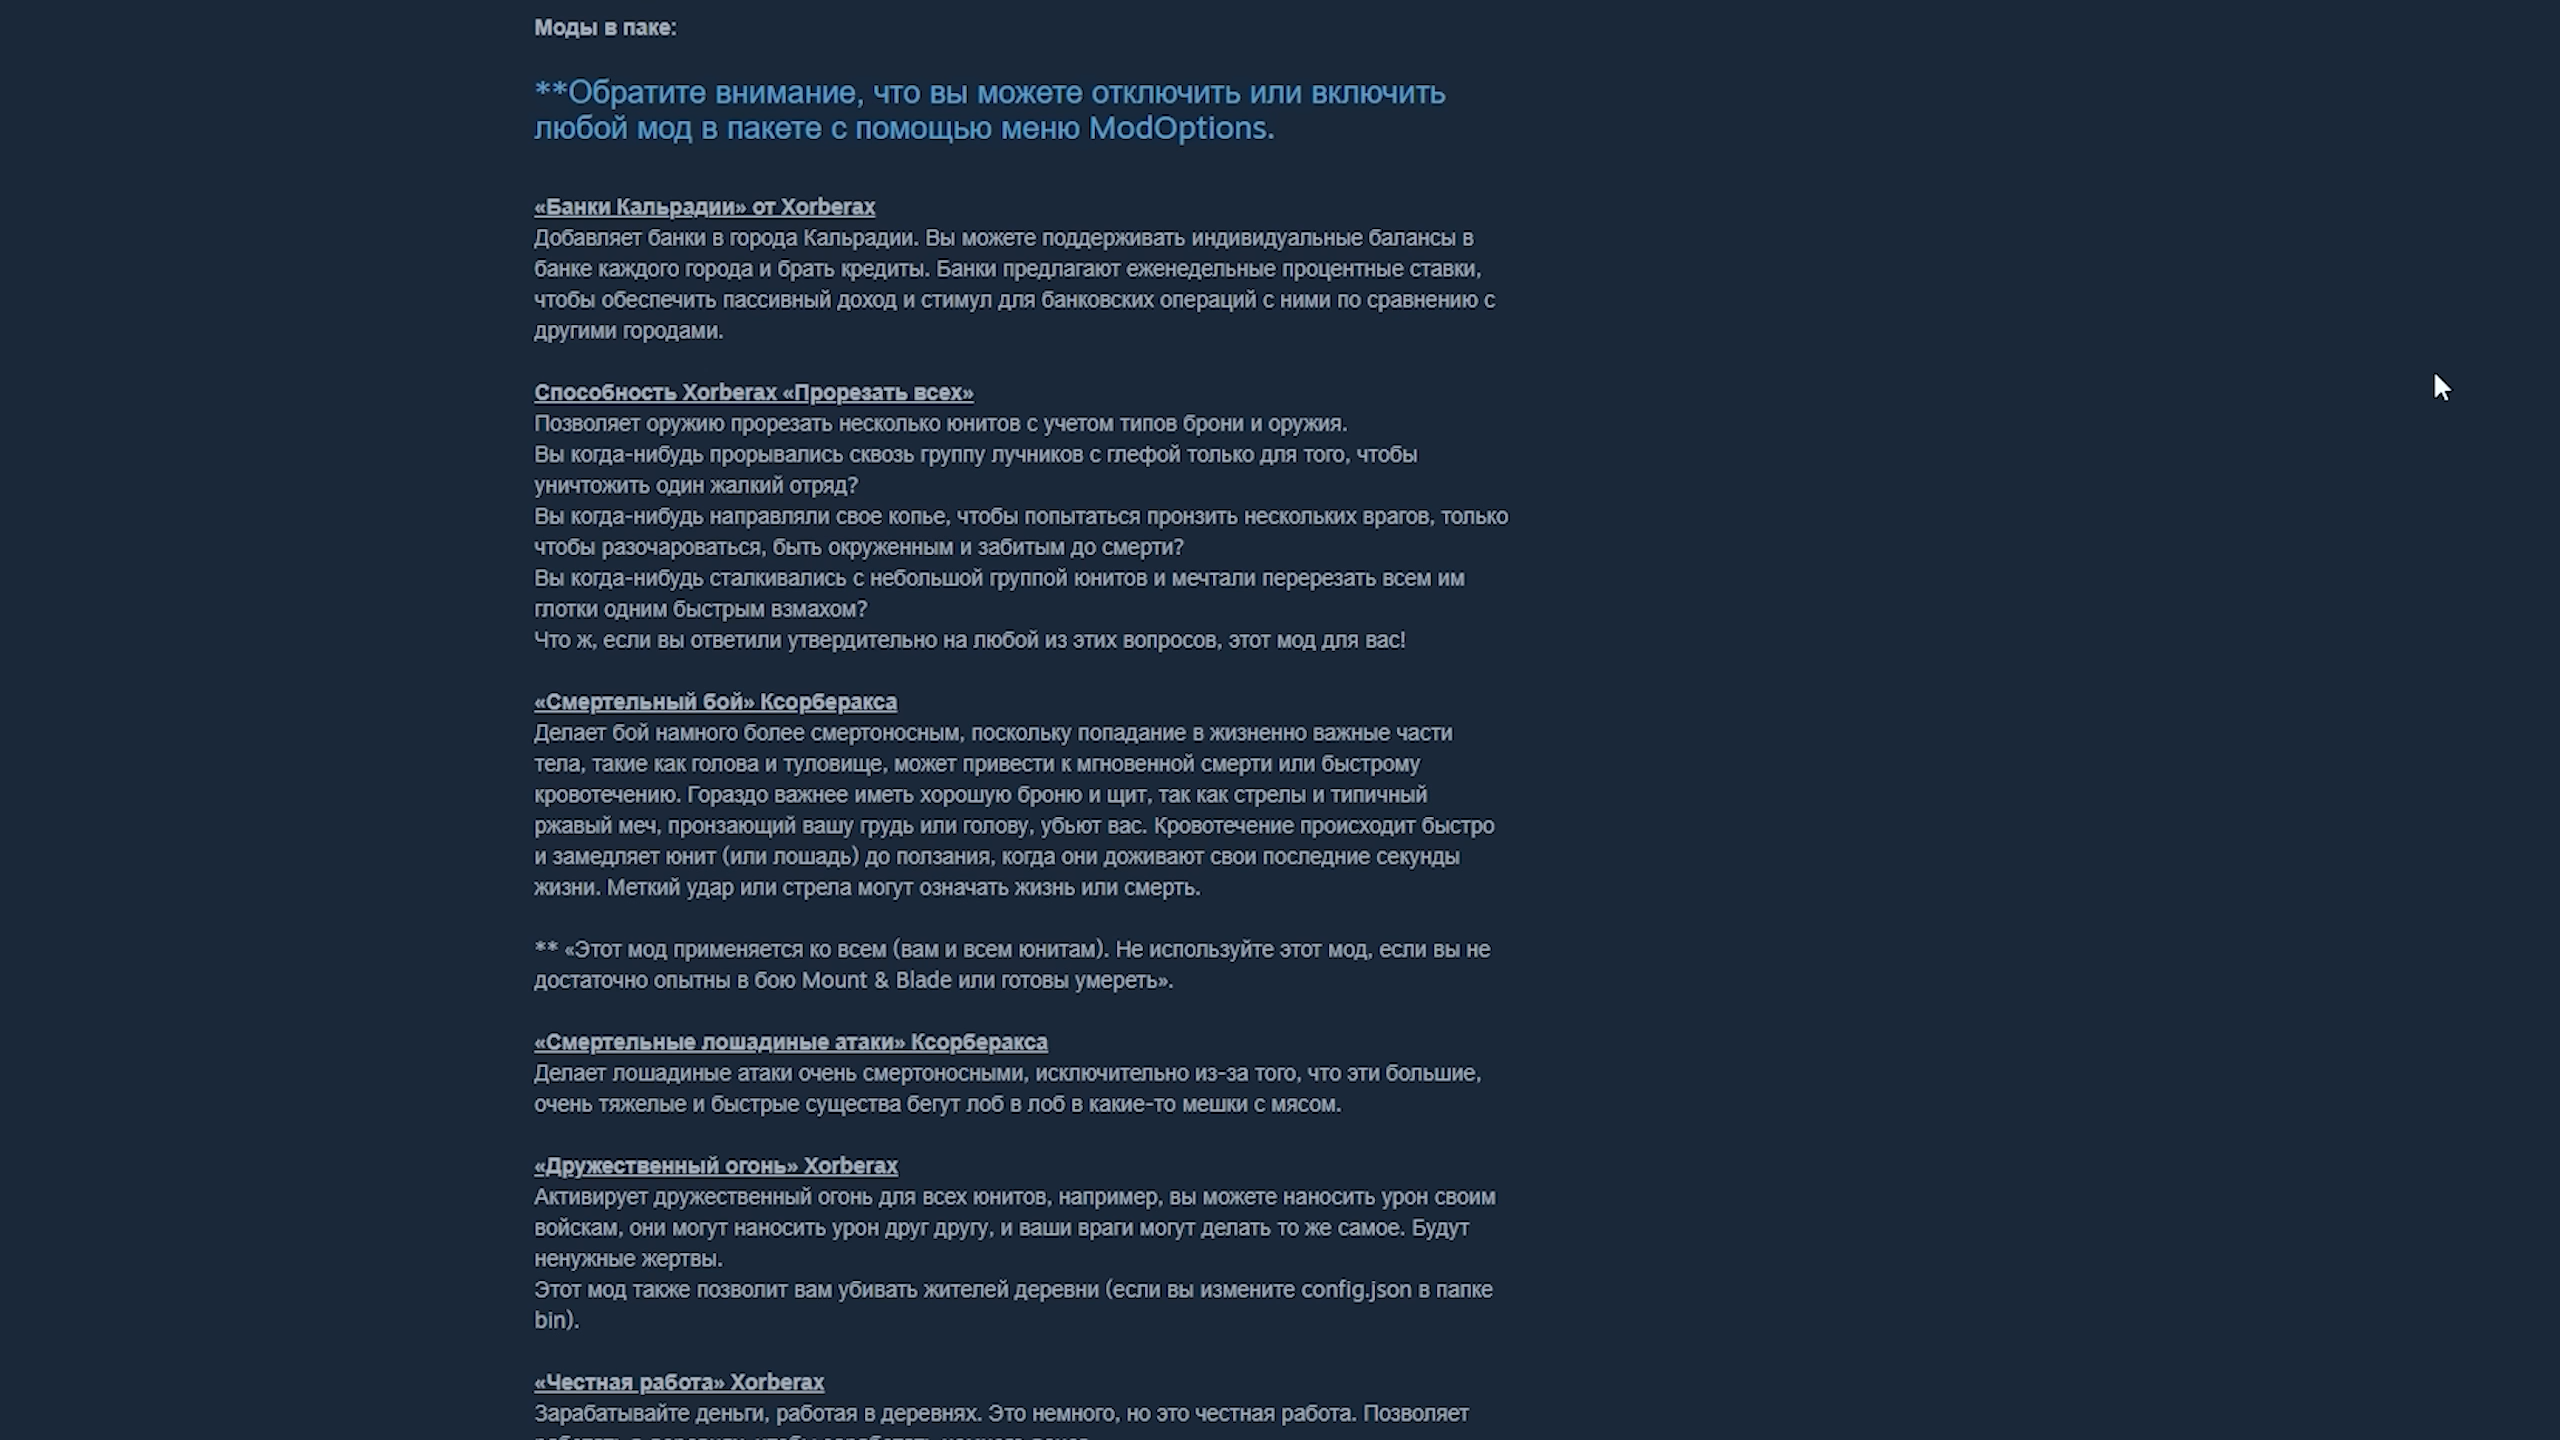 Моды в паке:
**Обратите внимание, что вы можете отключить или включить
любой мод в пакете с помощью меню ModOptions.
«Банки Кальрадии» от Xorberax
Добавляет банки в города Кальрадии. Вы можете поддерживать индивидуальные балансы в
банке каждого города и брать кредиты. Банки предлагают еженедельные процентные ставки,
чтобы обеспечить пассивный доход и стимул для банковских операций с ними по сравнению с
другими городами.
Способность Xorberax «Прорезать всех»
Позволяет оружию прорезать несколько юнитов с учетом типов брони и оружия.
Вы когда-нибудь прорывались сквозь группу лучников с глефой только для того, чтобы
уничтожить один жалкий отряд?
Вы когда-нибудь направляли свое копье, чтобы попытаться пронзить нескольких врагов, только
чтобы разочароваться, быть окруженным и забитым до смерти?
Вы когда-нибудь сталкивались с небольшой группой юнитов и мечтали перерезать всем им
глотки одним быстрым взмахом?
Что ж, если вы ответили утвердительно на любой из этих вопросов, этот мод для вас!
«Смертельный бой» Ксорберакса
Делает бой намного более смертоносным, поскольку попадание в жизненно важные части
тела, такие как голова и туловище, может привести к мгновенной смерти или быстрому
кровотечению. Гораздо важнее иметь хорошую броню и щит, так как стрелы и типичный
ржавый меч, пронзающий вашу грудь или голову, убьют вас. Кровотечение происходит быстро
и замедляет юнит (или лошадь) до ползания, когда они доживают свои последние секунды
жизни. Меткий удар или стрела могут означать жизнь или смерть.
** «Этот мод применяется ко всем (вам и всем юнитам). Не используйте этот мод, если вы не
достаточно опытны в бою Mount & Blade или готовы умереть».
«Смертельные лошадиные атаки» Ксорберакса
Делает лошадиные атаки очень смертоносными, исключительно из-за того, что эти большие,
очень тяжелые и быстрые существа бегут лоб в лоб в какие-то мешки с мясом.
«Дружественный огонь» Xorberax
Активирует дружественный огонь для всех юнитов, например, вы можете наносить урон своим
войскам, они могут наносить урон друг другу, и ваши враги могут делать то же самое. Будут
ненужные жертвы.
Этот мод также позволит вам убивать жителей деревни (если вы измените config.json в папке
bin).
«Честная работа» Xorberax
Зарабатывайте деньги, работая в деревнях. Это немного, но это честная работа. Позволяет